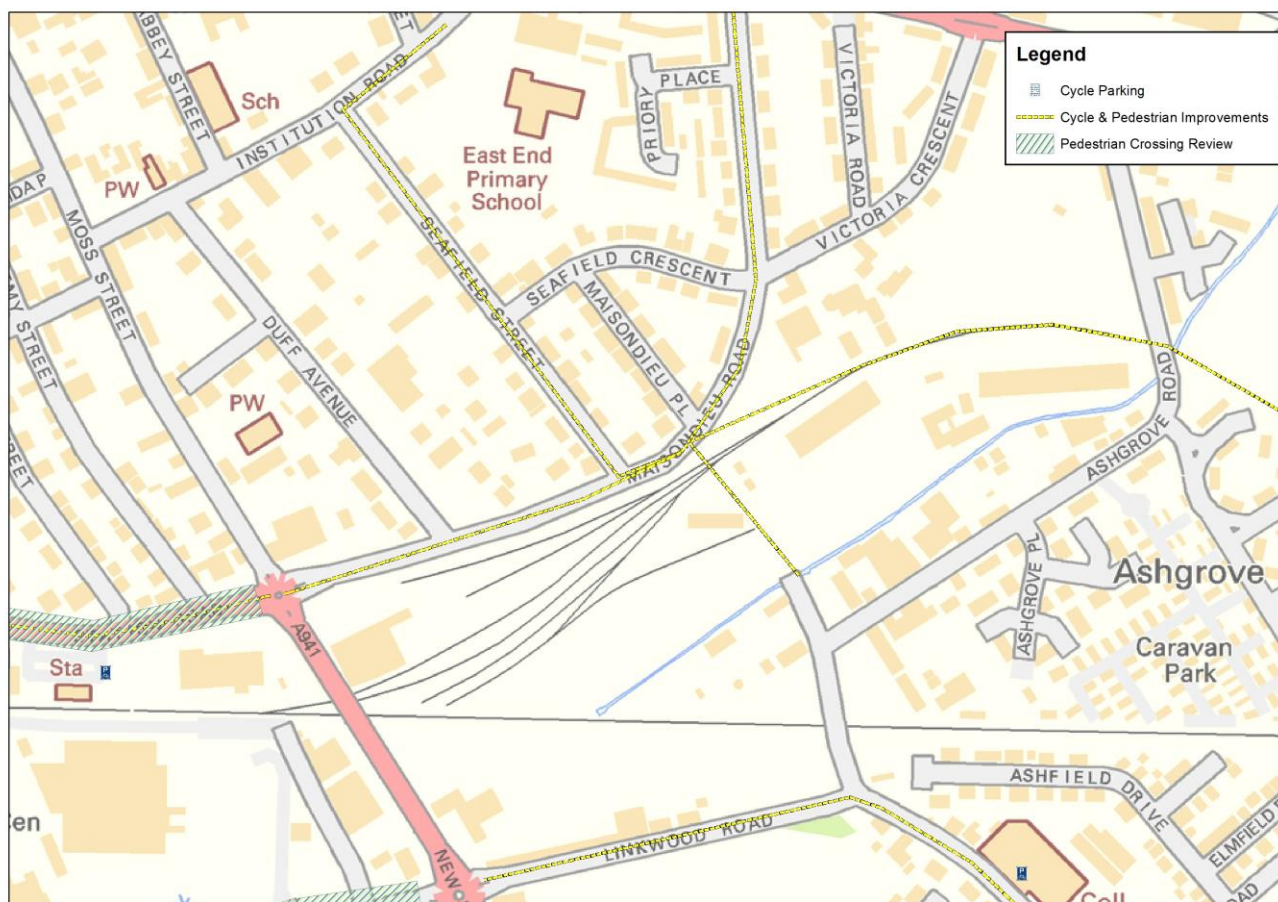 Legend
Cycle Parking
Cycle & Pedestrian Improvements
Pedestrian Crossing Review
ABBEY STREET
Sch
INSTITUTION ROAD
PW
MOSS STREET
East End
Primary
School
PRIORY
PLACE
VICTORIA ROAD
VICTORIA CRESCENT
SEAFIELD STREET
SEAFIELD CRESCENT
MAISONDIEU PL
MAISONDIEU ROAD
DUFF AVENUE
PW
STREET
ASHGROVE ROAD
ASHGROVE PL
Ashgrove
Caravan
Park
A941
Sta
LINKWOOD ROAD
ASHFIELD DRIVE
Coll